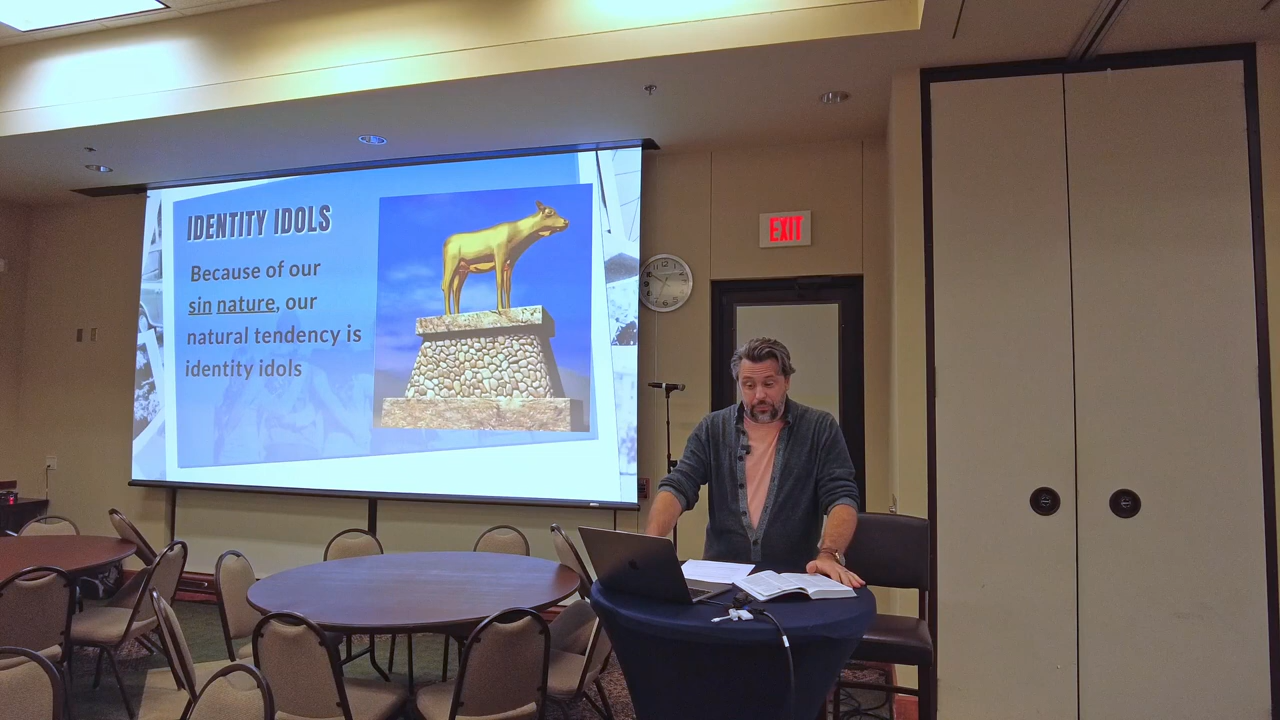 IDENTITY IDOLS
Because of our
sin nature, our
natural tendency is
identity idols
EXIT